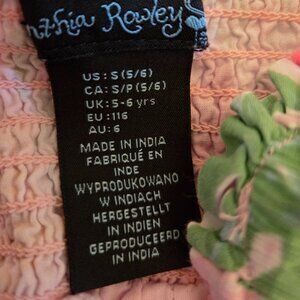 Rowley
US: S (5/6)
CA: S/P (5/6)
UK: 5-6 yrs
EU: 116
AU: 6
MADE IN INDIA
FABRIQUÉ EN
INDE
WYPRODUKOWANO
W INDIACH
HERGESTELLT
IN INDIEN
GEPRODUCEERD
IN INDIA